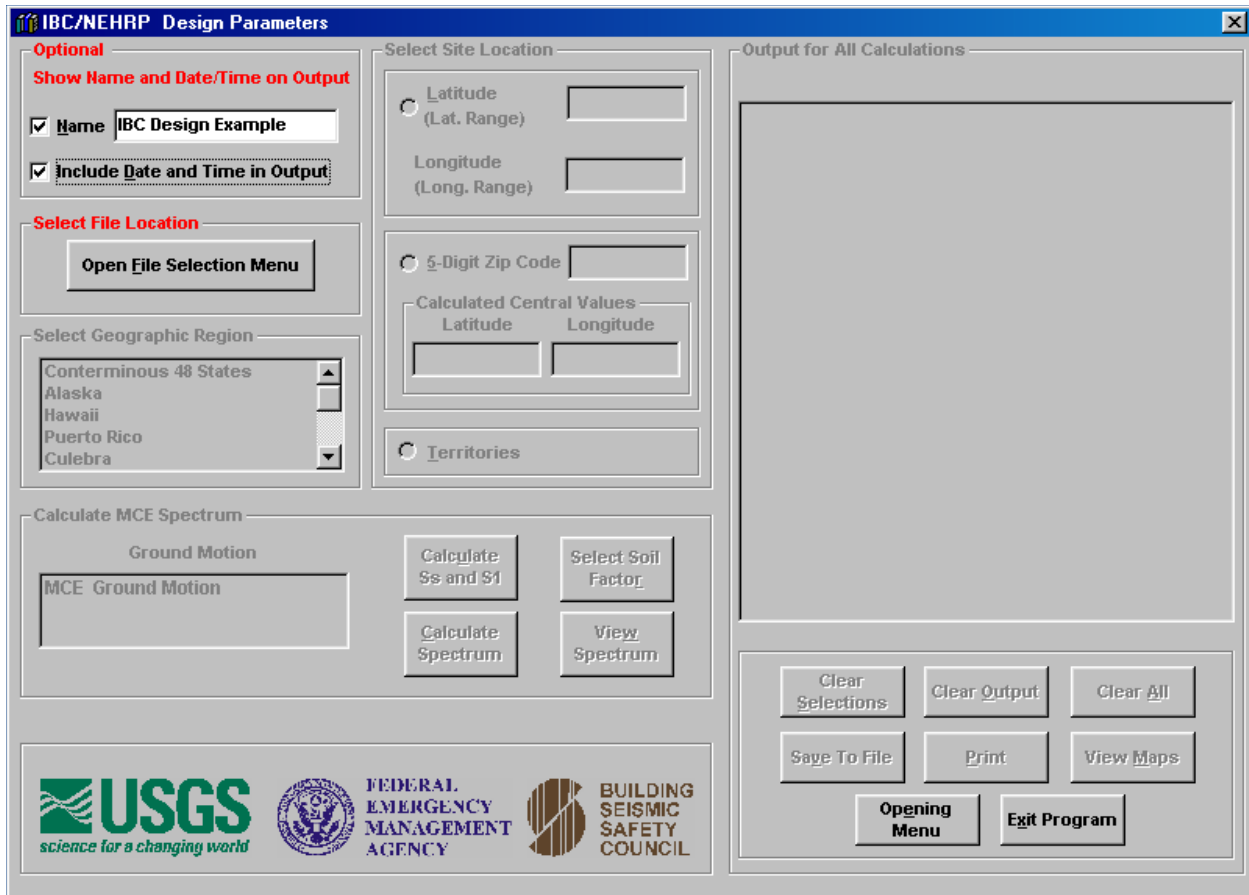 IBC/NEHRP Design Parameters
Optional
Show Name and Date/Time on Output
Name IBC Design Example
Include Date and Time in Output
Select File Location
Open File Selection Menu
Select Geographic Region
Conterminous 48 States
Alaska
Hawaii
Puerto Rico
Culebra
Select Site Location
Latitude
(Lat. Range)
Longitude
(Long. Range)
5-Digit Zip Code
Calculated Central Values
Latitude Longitude
Territories
Calculate MCE Spectrum
Ground Motion
MCE Ground Motion
Calculate
Ss and S1
Select Soil
Factor
Calculate
Spectrum
View
Spectrum
Output for All Calculations
Clear
Selections
Clear Output
Clear All
Save To File
Print
View Maps
Opening
Menu
Exit Program
USGS
science for a changing world
FEDERAL
EMERGENCY
MANAGEMENT
AGENCY
BUILDING
SEISMIC
SAFETY
COUNCIL